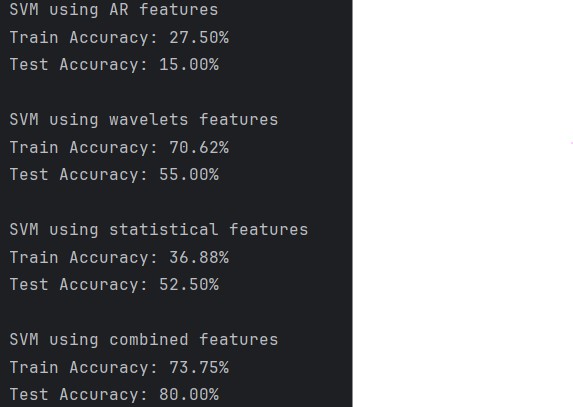 SVM using AR features
Train Accuracy: 27.50%
Test Accuracy: 15.00%
SVM using wavelets features
Train Accuracy: 70.62%
Test Accuracy: 55.00%
SVM using statistical features
Train Accuracy: 36.88%
Test Accuracy: 52.50%
SVM using combined features
Train Accuracy: 73.75%
Test Accuracy: 80.00%